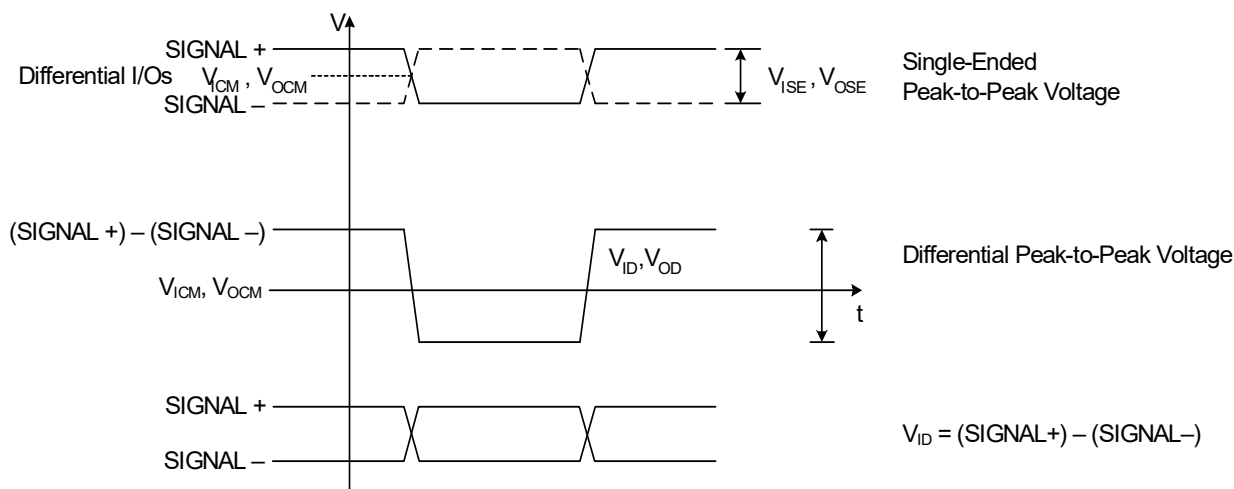 V
SIGNAL +
Differential I/Os VICM , VOCM
SIGNAL –
VISE , VOSE
Single-Ended
Peak-to-Peak Voltage
(SIGNAL +) – (SIGNAL –)
VID, VOD
Differential Peak-to-Peak Voltage
VICM, VOCM
t
SIGNAL +
SIGNAL –
VID = (SIGNAL+) – (SIGNAL–)